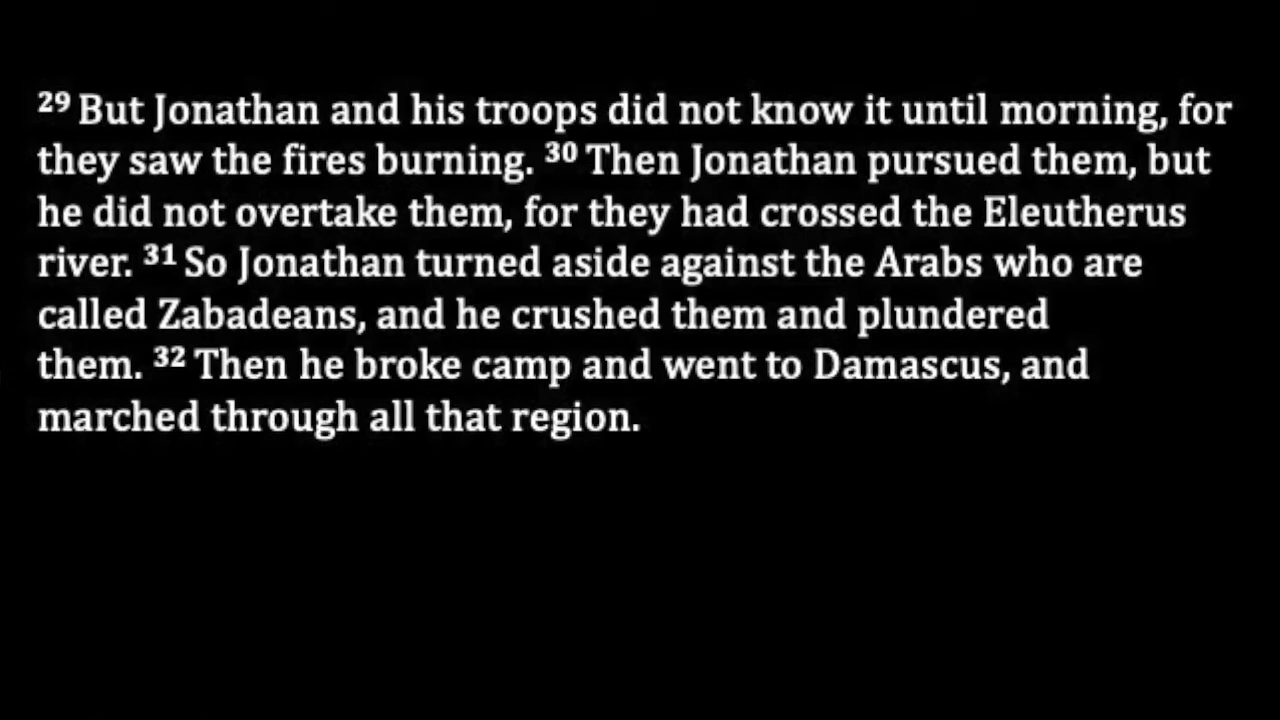 29 But Jonathan and his troops did not know it until morning, for
they saw the fires burning. 30 Then Jonathan pursued them, but
he did not overtake them, for they had crossed the Eleutherus
river. 31 So Jonathan turned aside against the Arabs who are
called Zabadeans, and he crushed them and plundered
them. 32 Then he broke camp and went to Damascus, and
marched through all that region.